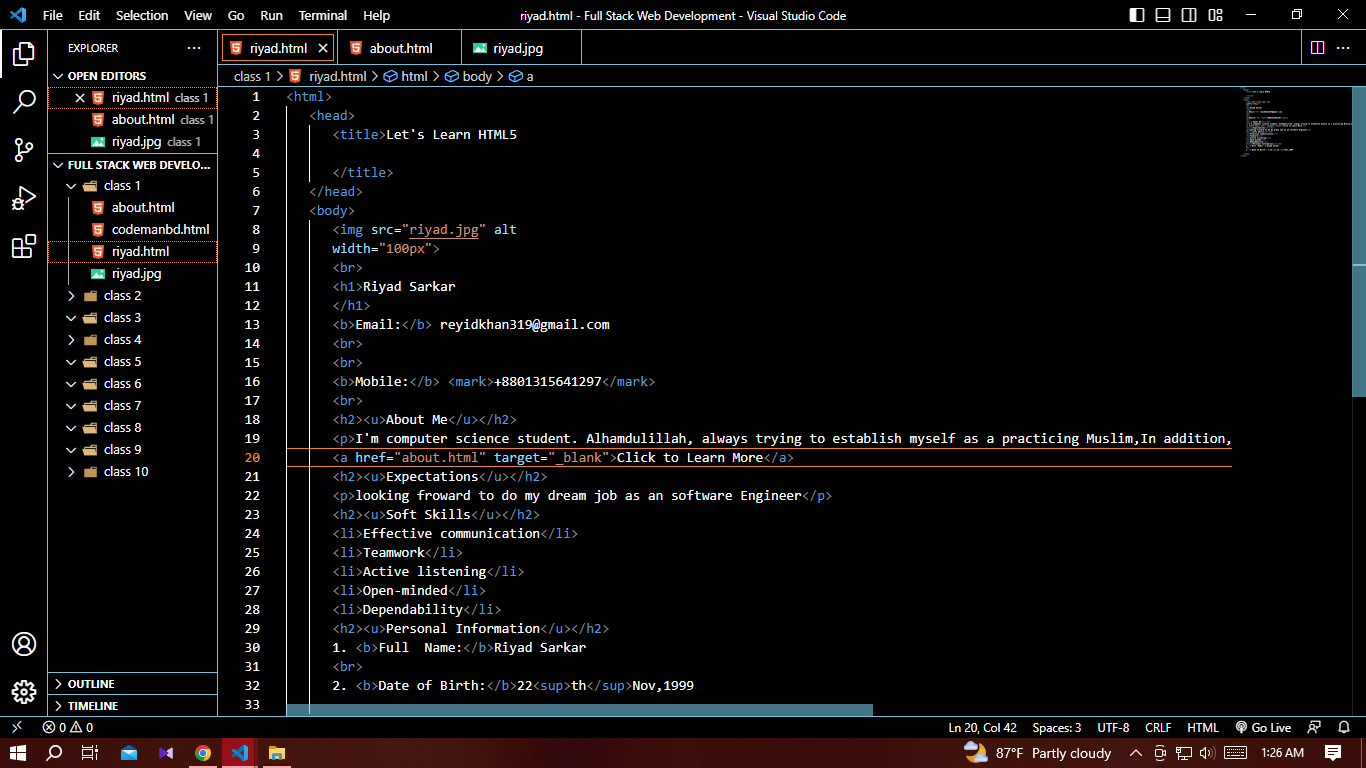 File Edit Selection View Go Run Terminal Help
riyad.html - Full Stack Web Development - Visual Studio Code
EXPLORER
OPEN EDITORS
riyad.html class 1
about.html class 1
riyad.jpg class 1
FULL STACK WEB DEVELO...
class 1
about.html
codemanbd.html
riyad.html
riyad.jpg
class 2
class 3
class 4
class 5
class 6
class 7
class 8
class 9
class 10
OUTLINE
TIMELINE
riyad.html about.html riyad.jpg
class 1 > riyad.html > html > body > a
1 <html>
2 <head>
3 <title>Let's Learn HTML5
4
5 </title>
6 </head>
7 <body>
8 <img src="riyad.jpg" alt
9 width="100px">
10 <br>
11 <h1>Riyad Sarkar
12 </h1>
13 <b>Email:</b> reyidkhan319@gmail.com
14 <br>
15 <br>
16 <b>Mobile:</b> <mark>+8801315641297</mark>
17 <br>
18 <h2><u>About Me</u></h2>
19 <p>I'm computer science student. Alhamdulillah, always trying to establish myself as a practicing Muslim,In addition,
20 <a href="about.html" target="_blank">Click to Learn More</a>
21 <h2><u>Expectations</u></h2>
22 <p>looking froward to do my dream job as an software Engineer</p>
23 <h2><u>Soft Skills</u></h2>
24 <li>Effective communication</li>
25 <li>Teamwork</li>
26 <li>Active listening</li>
27 <li>Open-minded</li>
28 <li>Dependability</li>
29 <h2><u>Personal Information</u></h2>
30 1. <b>Full  Name:</b>Riyad Sarkar
31 <br>
32 2. <b>Date of Birth:</b>22<sup>th</sup>Nov,1999
33
0 0
Ln 20, Col 42 Spaces: 3 UTF-8 CRLF HTML Go Live
87°F Partly cloudy 1:26 AM